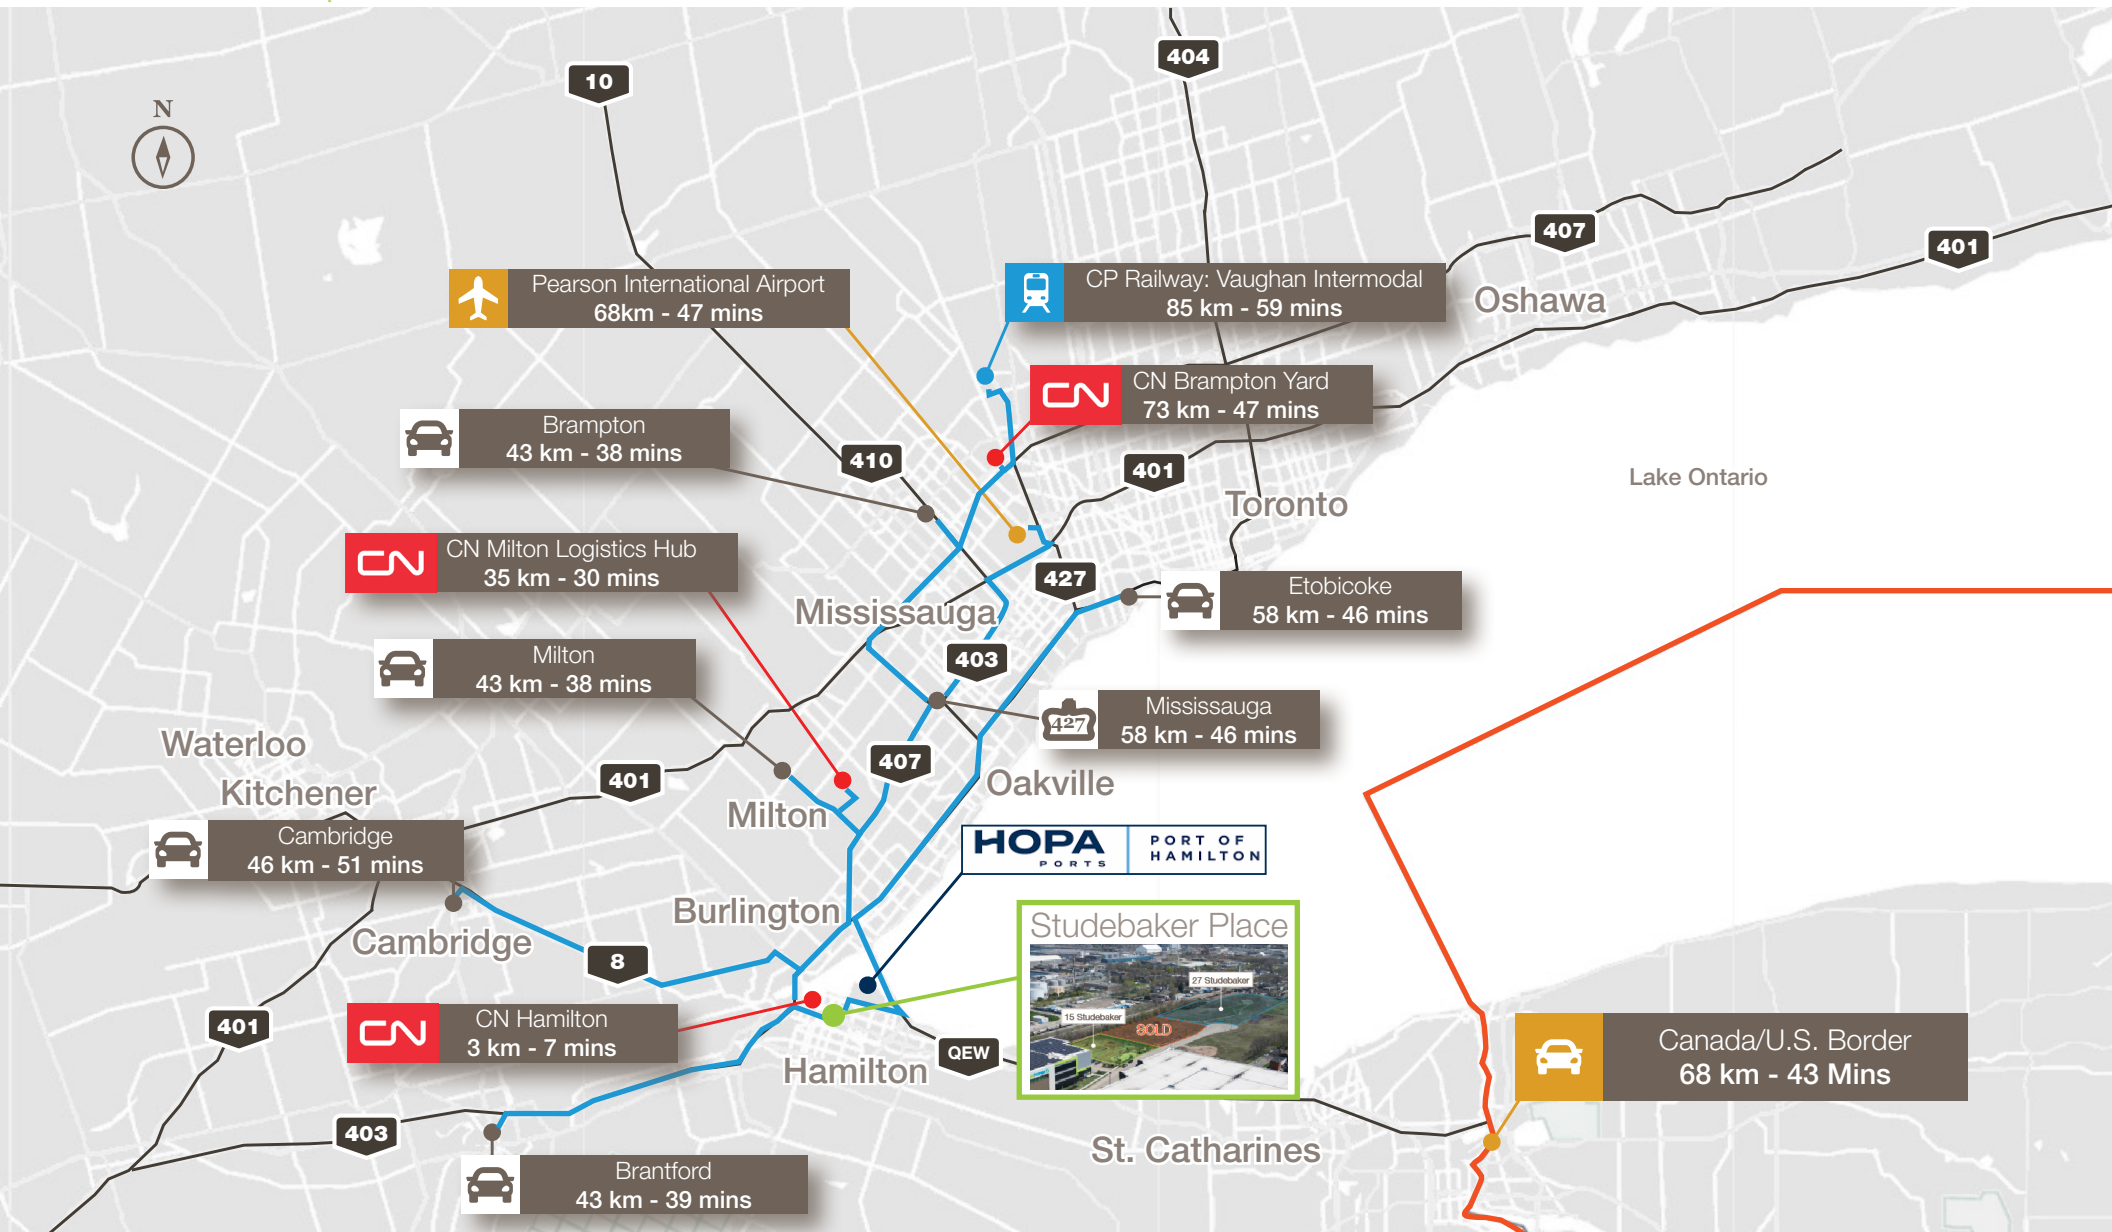 404
10
N
407
401
Pearson International Airport
68km - 47 mins
CP Railway: Vaughan Intermodal
85 km - 59 mins
Oshawa
CN
CN Brampton Yard
73 km - 47 mins
Brampton
43 km - 38 mins
410
401
Lake Ontario
Toronto
CN
CN Milton Logistics Hub
35 km - 30 mins
427
Etobicoke
58 km - 46 mins
Mississauga
403
Milton
43 km - 38 mins
427
Mississauga
58 km - 46 mins
Waterloo
Kitchener
401
407
Oakville
Milton
Cambridge
46 km - 51 mins
HOPA
PORTS
PORT OF
HAMILTON
Burlington
Cambridge
8
Studebaker Place
27 Studebaker
15 Studebaker
SOLD
CN
CN Hamilton
3 km - 7 mins
401
Hamilton
QEW
Canada/U.S. Border
68 km - 43 Mins
403
St. Catharines
Brantford
43 km - 39 mins